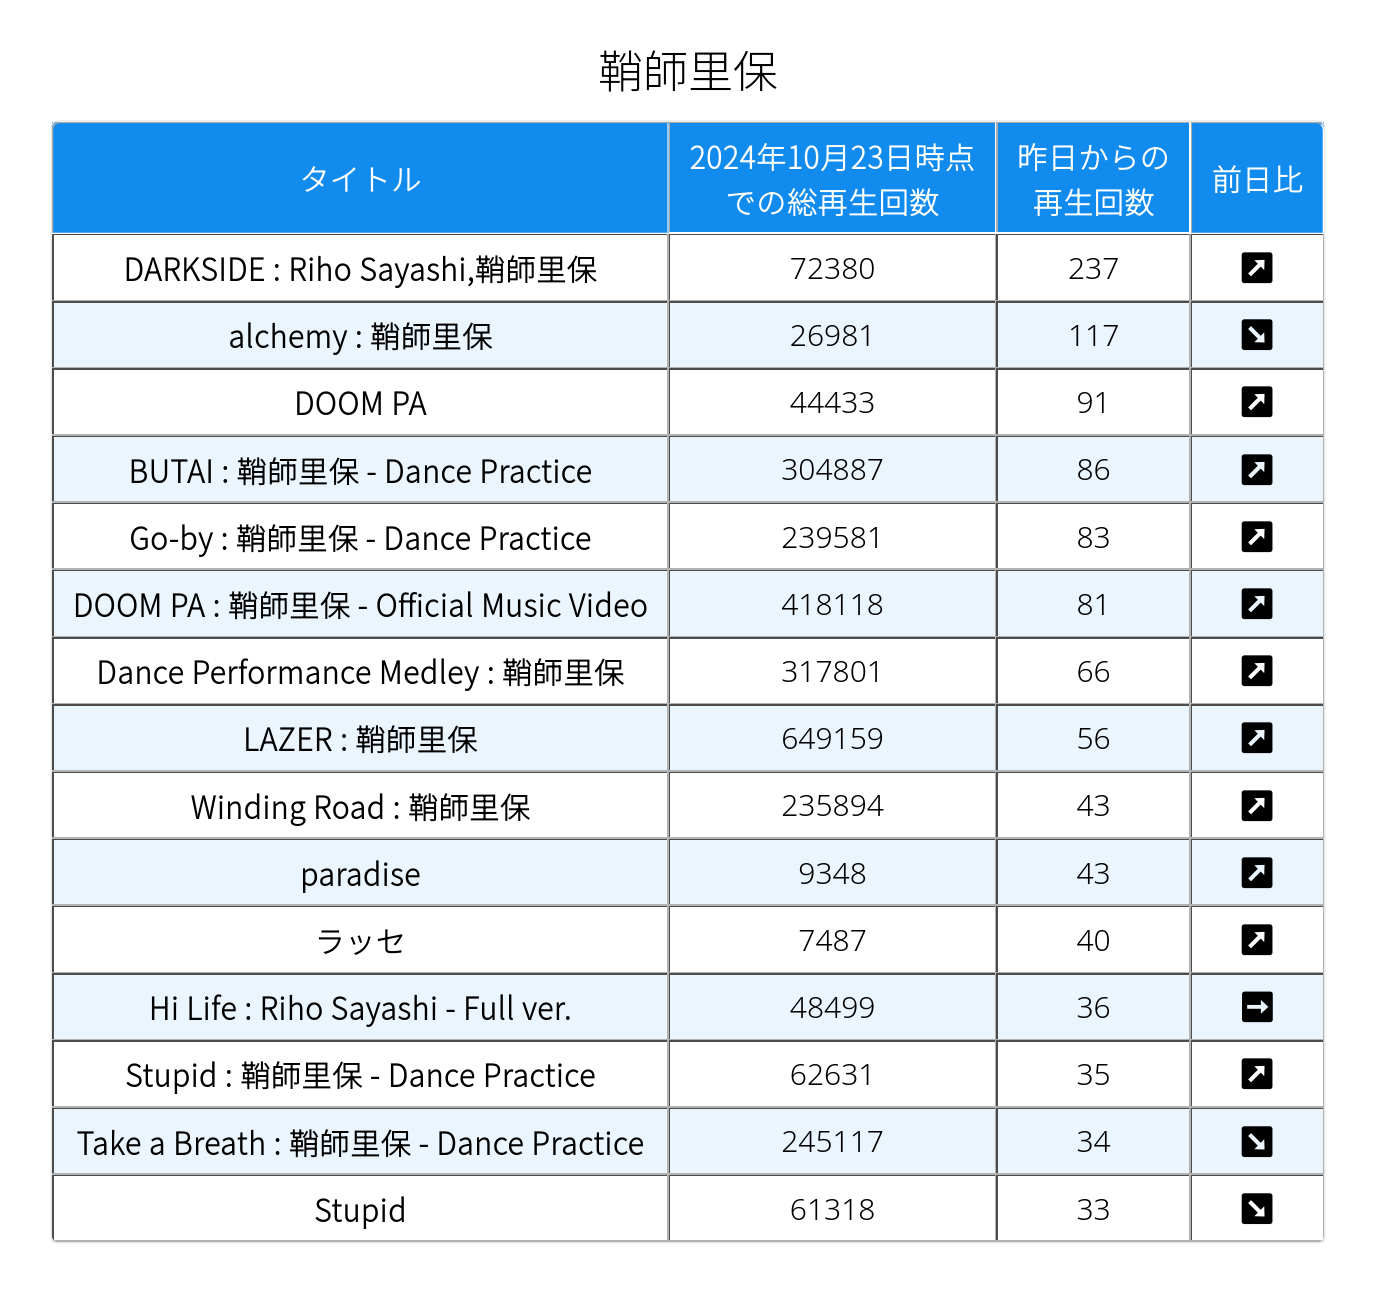 鞘師里保
タイトル
2024年10月23日時点
での総再生回数
昨日からの
再生回数
前日比
DARKSIDE : Riho Sayashi,鞘師里保 72380 237
alchemy : 鞘師里保 26981 117
DOOM PA 44433 91
BUTAI : 鞘師里保 - Dance Practice 304887 86
Go-by : 鞘師里保 - Dance Practice 239581 83
DOOM PA : 鞘師里保 - Official Music Video 418118 81
Dance Performance Medley : 鞘師里保 317801 66
LAZER : 鞘師里保 649159 56
Winding Road : 鞘師里保 235894 43
paradise 9348 43
ラッセ 7487 40
Hi Life : Riho Sayashi - Full ver. 48499 36
Stupid : 鞘師里保 - Dance Practice 62631 35
Take a Breath : 鞘師里保 - Dance Practice 245117 34
Stupid 61318 33